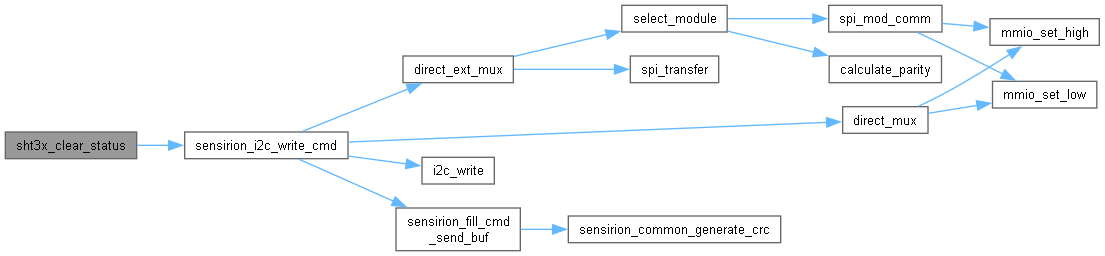 sht3x_clear_status
sensirion_i2c_write_cmd
direct_ext_mux
select_module
spi_mod_comm
mmio_set_high
mmio_set_low
calculate_parity
spi_transfer
direct_mux
i2c_write
sensirion_fill_cmd
_send_buf
sensirion_common_generate_crc